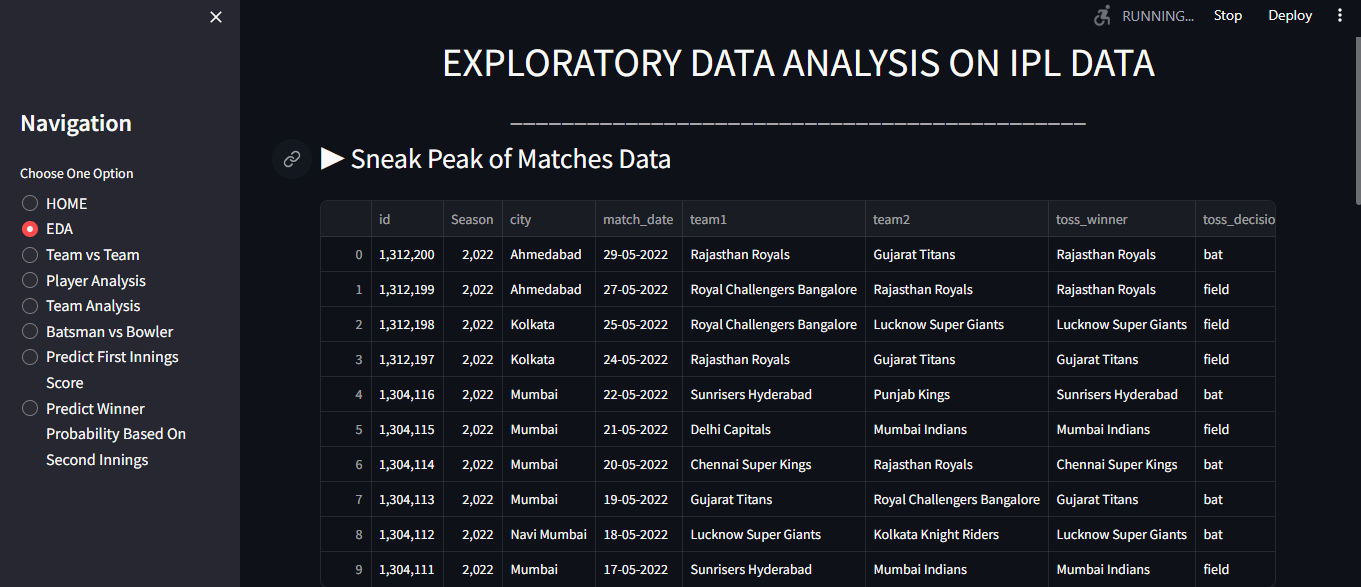 RUNNING...
Stop
Deploy
EXPLORATORY DATA ANALYSIS ON IPL DATA
Navigation
Choose One Option
HOME
EDA
Team vs Team
Player Analysis
Team Analysis
Batsman vs Bowler
Predict First Innings
Score
Predict Winner
Probability Based On
Second Innings
▶ Sneak Peak of Matches Data
id Season city match_date team1 team2 toss_winner toss_decisio
0 1,312,200 2,022 Ahmedabad 29-05-2022 Rajasthan Royals Gujarat Titans Rajasthan Royals bat
1 1,312,199 2,022 Ahmedabad 27-05-2022 Royal Challengers Bangalore Rajasthan Royals Rajasthan Royals field
2 1,312,198 2,022 Kolkata 25-05-2022 Royal Challengers Bangalore Lucknow Super Giants Lucknow Super Giants field
3 1,312,197 2,022 Kolkata 24-05-2022 Rajasthan Royals Gujarat Titans Gujarat Titans field
4 1,304,116 2,022 Mumbai 22-05-2022 Sunrisers Hyderabad Punjab Kings Sunrisers Hyderabad bat
5 1,304,115 2,022 Mumbai 21-05-2022 Delhi Capitals Mumbai Indians Mumbai Indians field
6 1,304,114 2,022 Mumbai 20-05-2022 Chennai Super Kings Rajasthan Royals Chennai Super Kings bat
7 1,304,113 2,022 Mumbai 19-05-2022 Gujarat Titans Royal Challengers Bangalore Gujarat Titans bat
8 1,304,112 2,022 Navi Mumbai 18-05-2022 Lucknow Super Giants Kolkata Knight Riders Lucknow Super Giants bat
9 1,304,111 2,022 Mumbai 17-05-2022 Sunrisers Hyderabad Mumbai Indians Mumbai Indians field